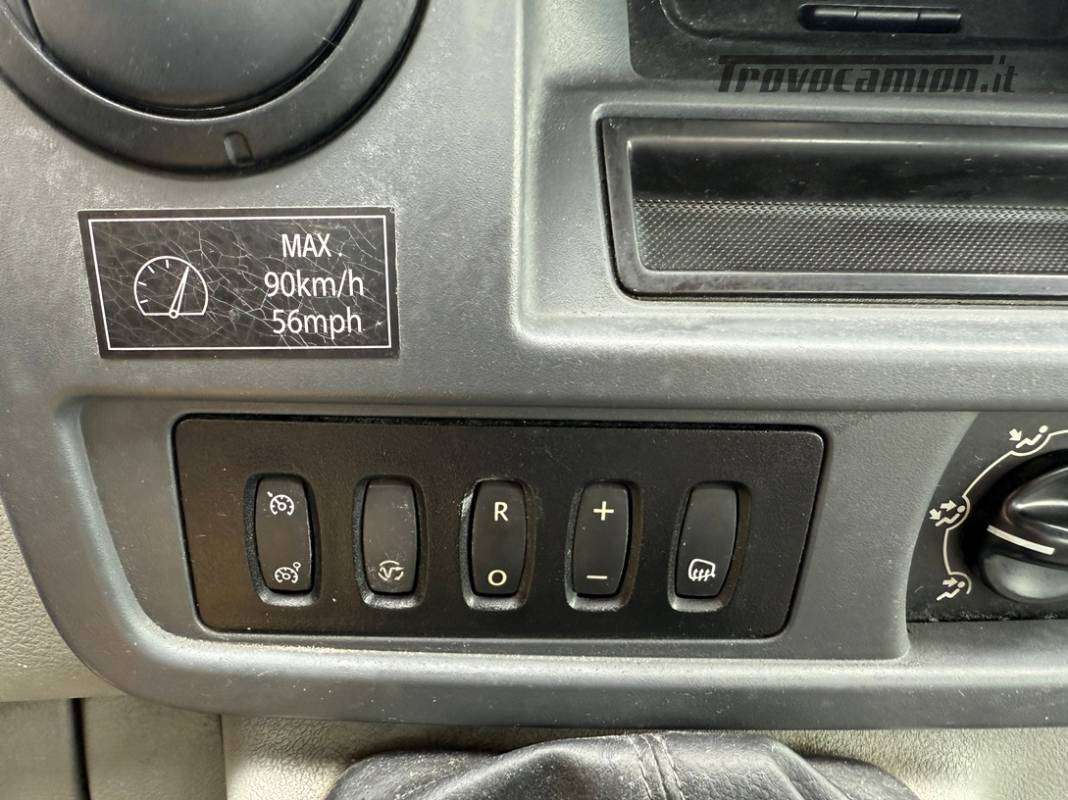 Trovocamion.it
MAX
90km/h
56mph
R
+
O
−